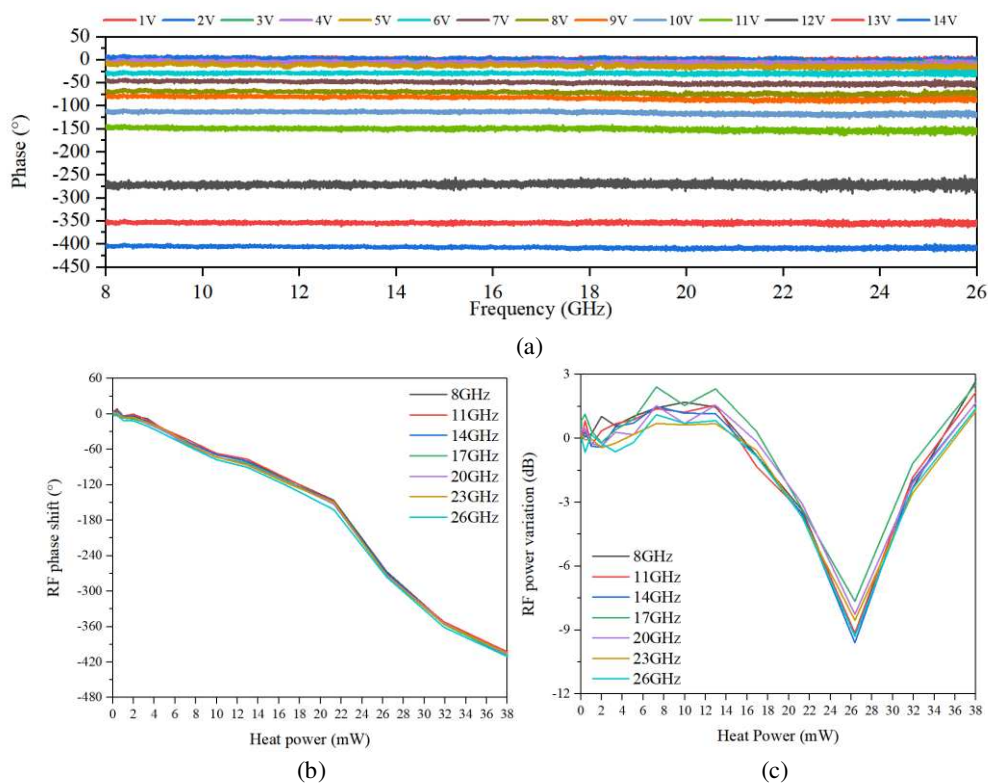 1V 2V 3V 4V 5V 6V 7V 8V 9V 10V 11V 12V 13V 14V
50
0
-50
-100
-150
-200
-250
-300
-350
-400
-450
Phase (°)
8 10 12 14 16 18 20 22 24 26
Frequency (GHz)
(a)
60
0
-60
-120
-180
-240
-300
-360
-420
-480
RF phase shift (°)
8GHz
11GHz
14GHz
17GHz
20GHz
23GHz
26GHz
0 2 4 6 8 10 12 14 16 18 20 22 24 26 28 30 32 34 36 38
Heat power (mW)
(b)
3
0
-3
-6
-9
-12
RF power variation (dB)
8GHz
11GHz
14GHz
17GHz
20GHz
23GHz
26GHz
0 2 4 6 8 10 12 14 16 18 20 22 24 26 28 30 32 34 36 38
Heat Power (mW)
(c)